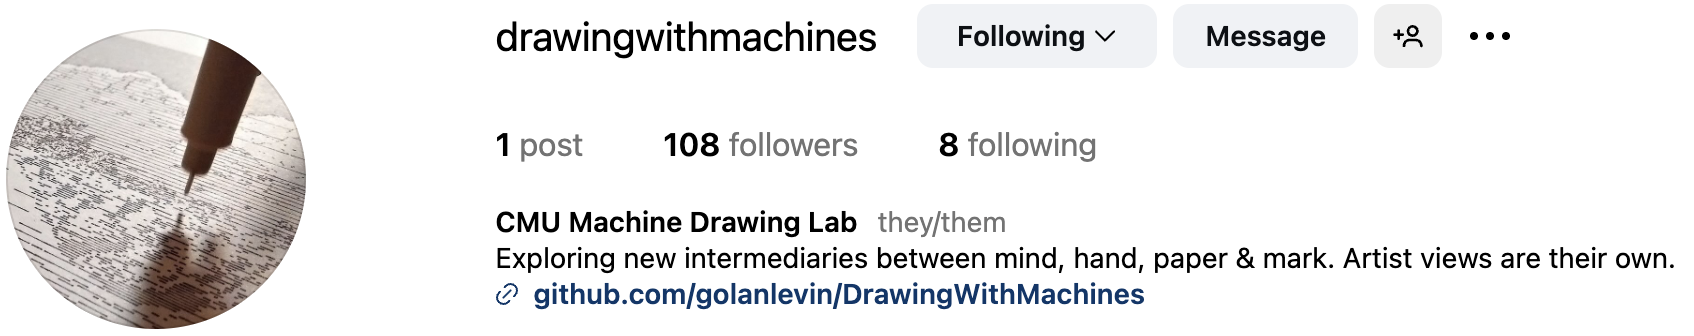 drawingwithmachines Following Message
1 post 108 followers 8 following
CMU Machine Drawing Lab they/them
Exploring new intermediaries between mind, hand, paper & mark. Artist views are their own.
github.com/golanlevin/DrawingWithMachines